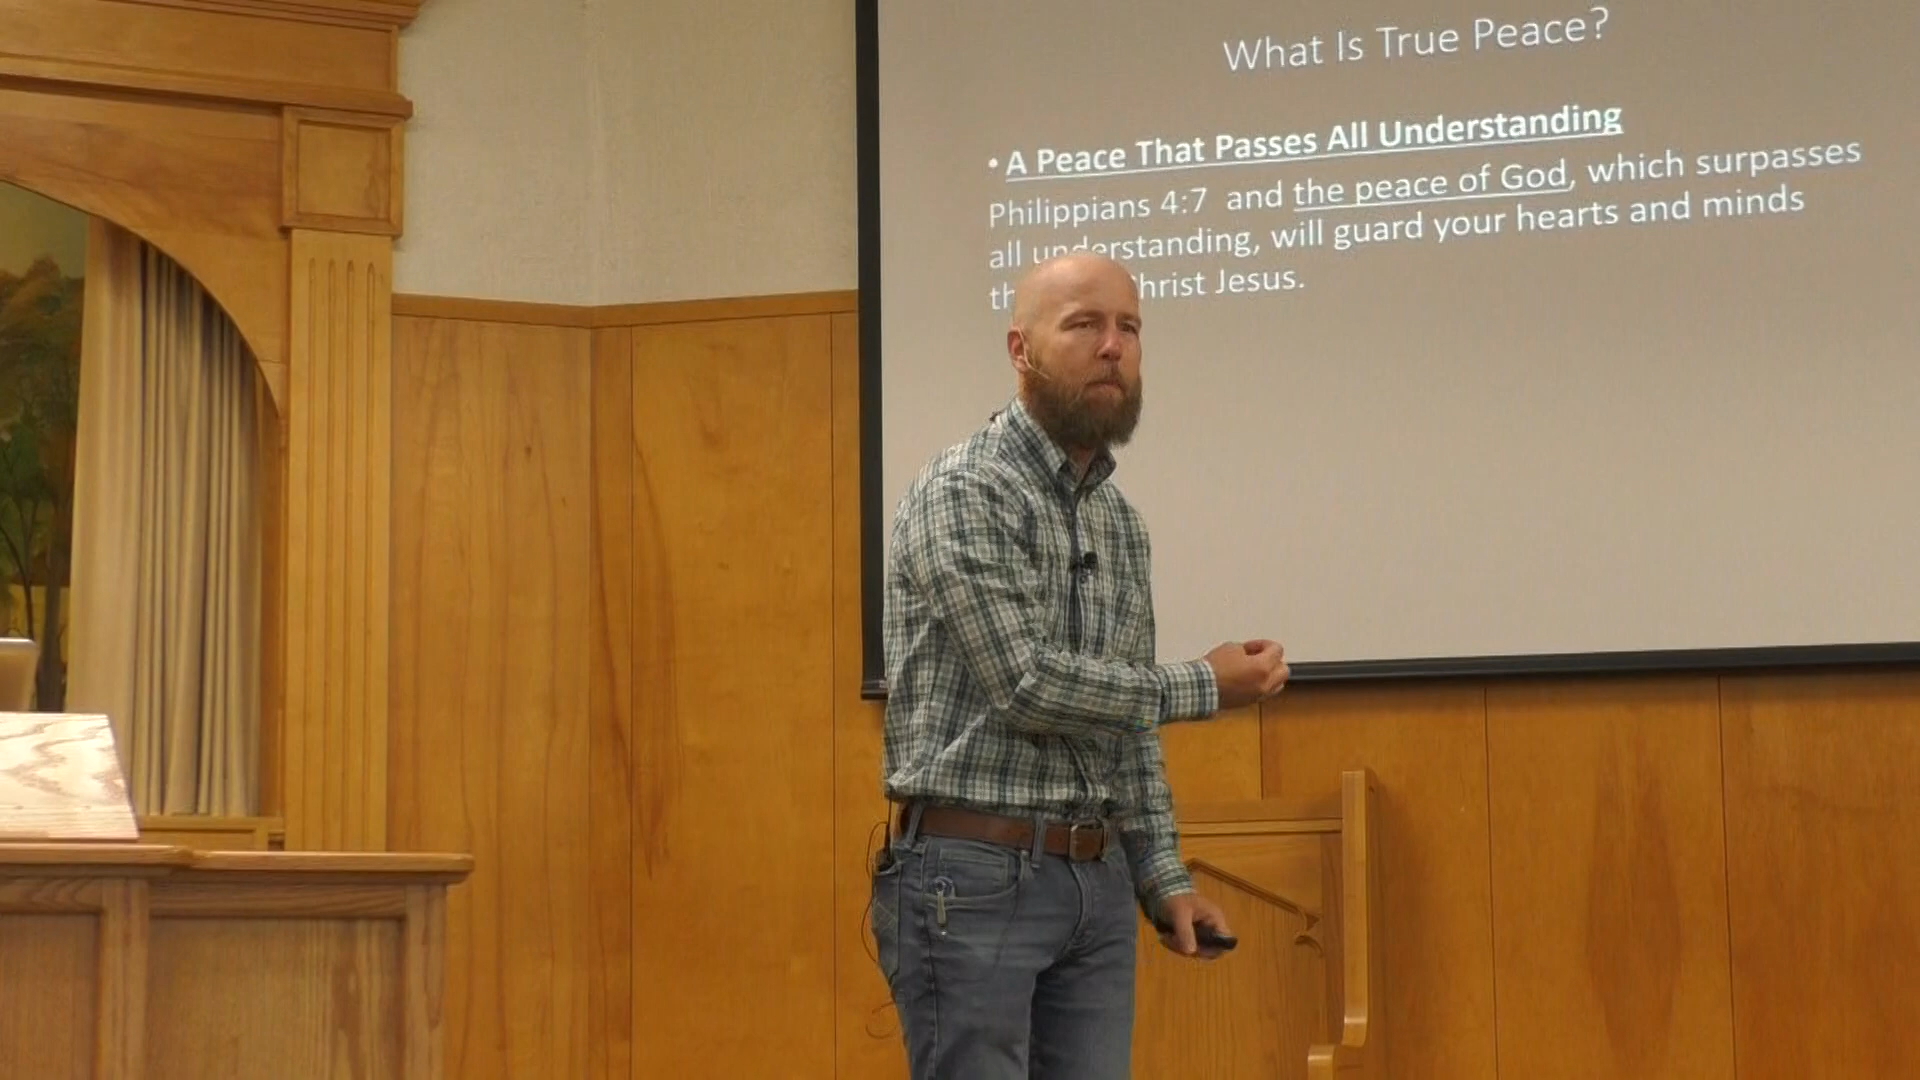 What Is True Peace?
• A Peace That Passes All Understanding
Philippians 4:7 and the peace of God, which surpasses
all understanding, will guard your hearts and minds
Christ Jesus.